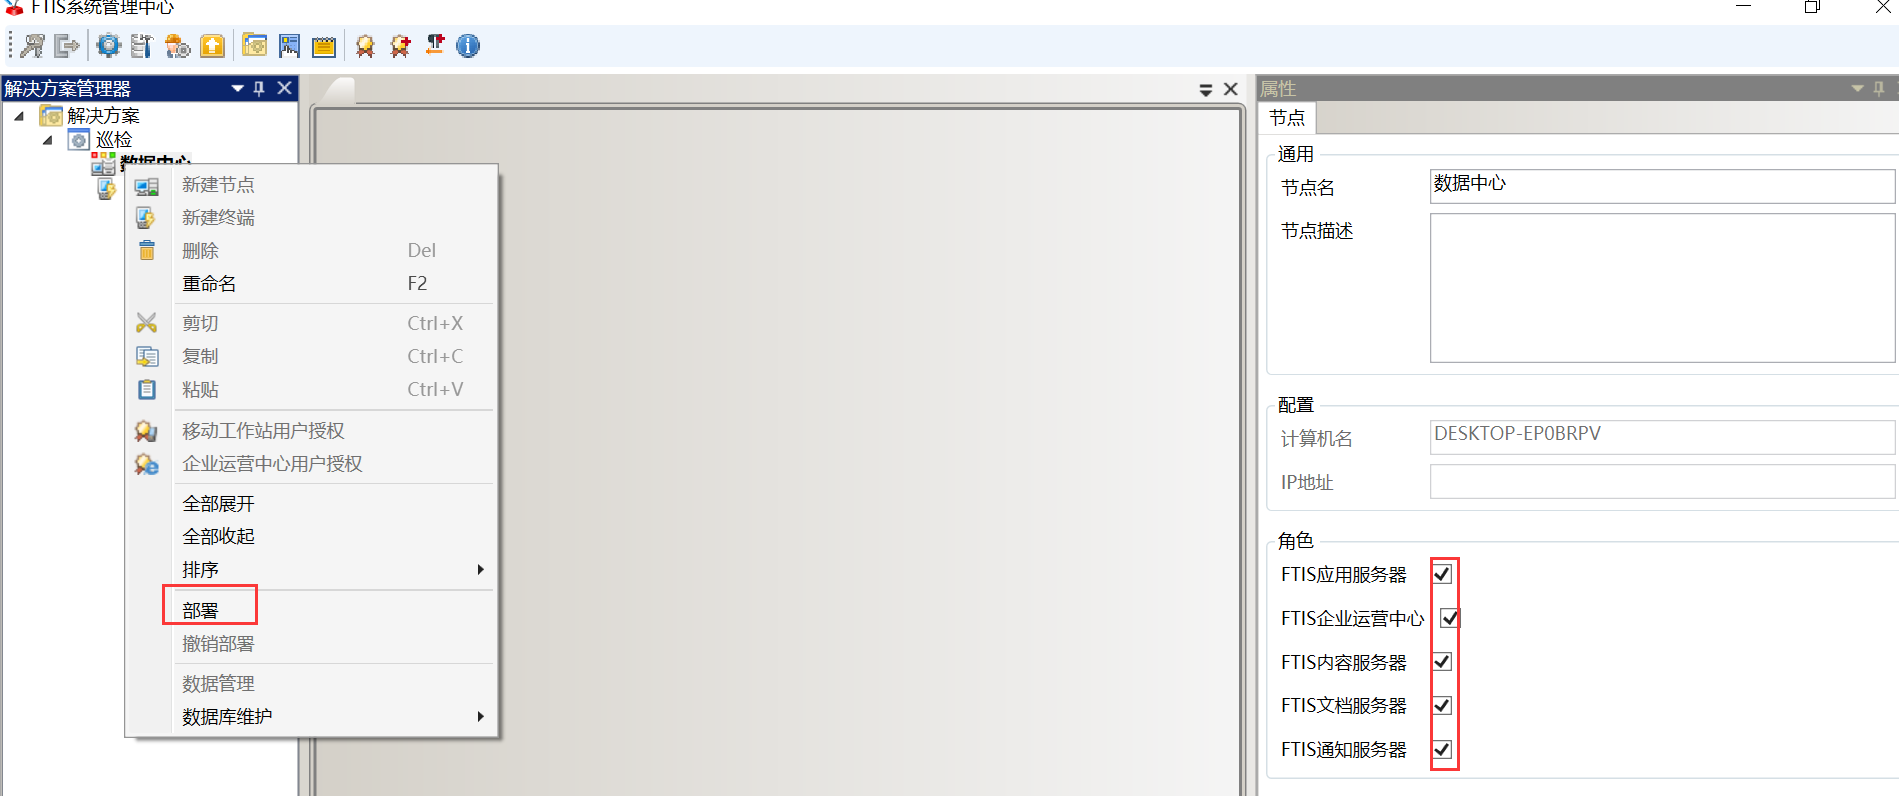 FTIS系统管理中心
解决方案管理器
解决方案
巡检
数据中心
新建节点
新建终端
删除 Del
重命名 F2
剪切 Ctrl+X
复制 Ctrl+C
粘贴 Ctrl+V
移动工作站用户授权
企业运营中心用户授权
全部展开
全部收起
排序
部署
撤销部署
数据管理
数据库维护
属性
节点
通用
节点名 数据中心
节点描述
配置
计算机名 DESKTOP-EP0BRPV
IP地址
角色
FTIS应用服务器
FTIS企业运营中心
FTIS内容服务器
FTIS文档服务器
FTIS通知服务器